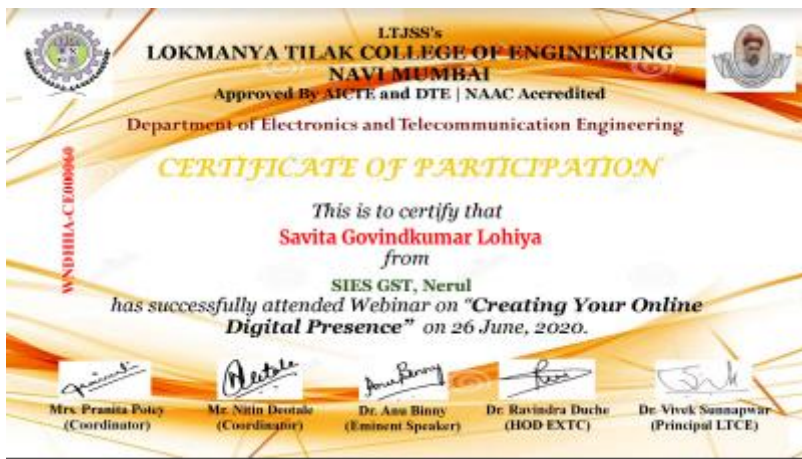 LTJSS's
LOKMANYA TILAK COLLEGE OF ENGINEERING
NAVI MUMBAI
Approved By AICTE and DTE | NAAC Accredited
Department of Electronics and Telecommunication Engineering
CERTIFICATE OF PARTICIPATION
WNDHHA-CE000060
This is to certify that
Savita Govindkumar Lohiya
from
SIES GST, Nerul
has successfully attended Webinar on "Creating Your Online
Digital Presence" on 26 June, 2020.
Mrs. Pranita Potey Mr. Nitin Deotale Dr. Anu Binny Dr. Ravindra Duche Dr. Vivek Sunnapwar
(Coordinator) (Coordinator) (Eminent Speaker) (HOD EXTC) (Principal LTCE)